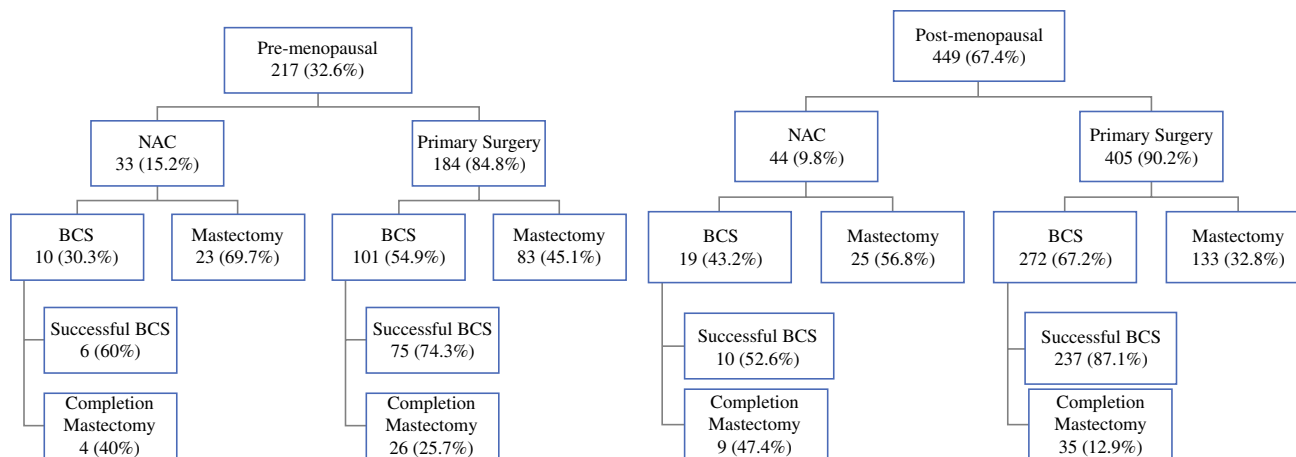 Pre-menopausal
217 (32.6%)
NAC
33 (15.2%)
Primary Surgery
184 (84.8%)
BCS
10 (30.3%)
Mastectomy
23 (69.7%)
BCS
101 (54.9%)
Mastectomy
83 (45.1%)
Successful BCS
6 (60%)
Successful BCS
75 (74.3%)
Completion
Mastectomy
4 (40%)
Completion
Mastectomy
26 (25.7%)
Post-menopausal
449 (67.4%)
NAC
44 (9.8%)
Primary Surgery
405 (90.2%)
BCS
19 (43.2%)
Mastectomy
25 (56.8%)
BCS
272 (67.2%)
Mastectomy
133 (32.8%)
Successful BCS
10 (52.6%)
Successful BCS
237 (87.1%)
Completion
Mastectomy
9 (47.4%)
Completion
Mastectomy
35 (12.9%)